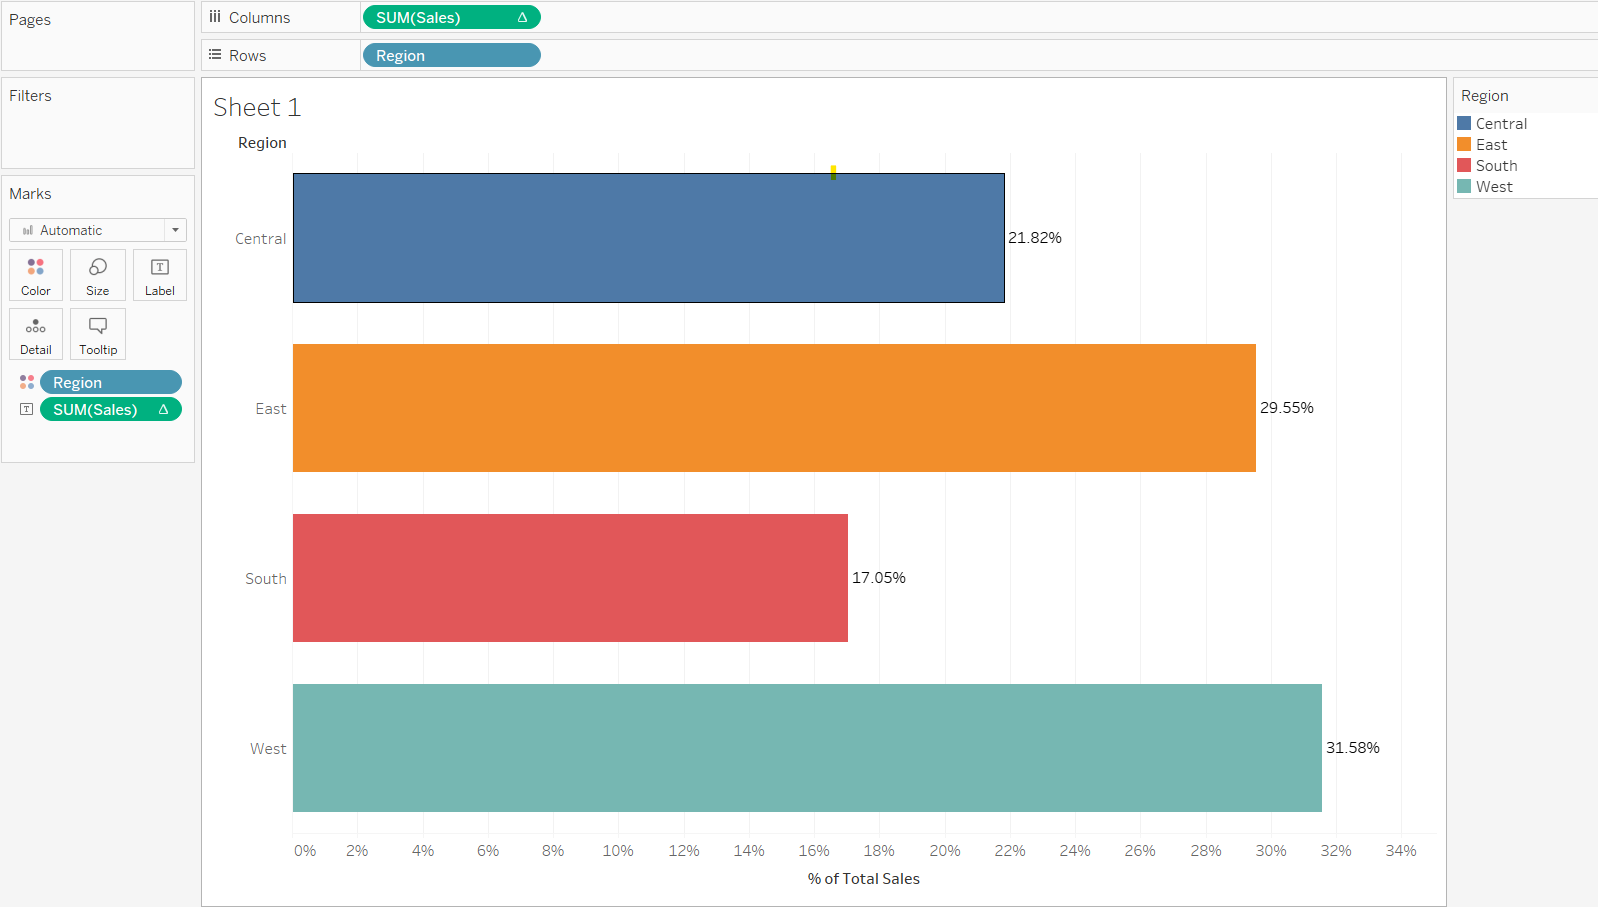 Pages
Columns
SUM(Sales) Δ
Rows
Region
Filters
Marks
Automatic
Color
Size
Label
Detail
Tooltip
Region
SUM(Sales) Δ
Sheet 1
Region
Central
21.82%
East
29.55%
South
17.05%
West
31.58%
0% 2% 4% 6% 8% 10% 12% 14% 16% 18% 20% 22% 24% 26% 28% 30% 32% 34%
% of Total Sales
Region
Central
East
South
West